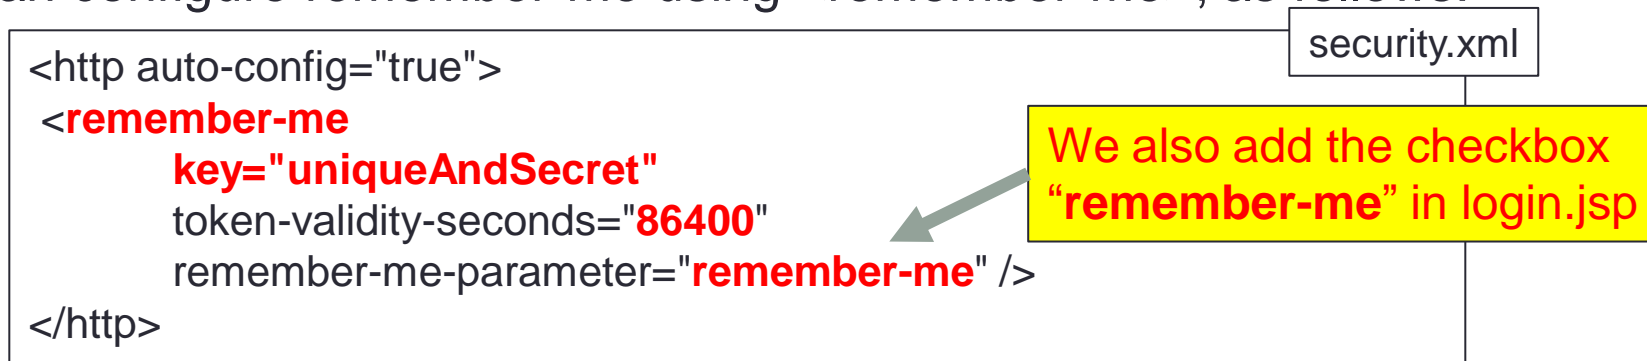 security.xml
<http auto-config="true">
<remember-me
key="uniqueAndSecret"
token-validity-seconds="86400"
remember-me-parameter="remember-me" />
</http>
We also add the checkbox
“remember-me” in login.jsp